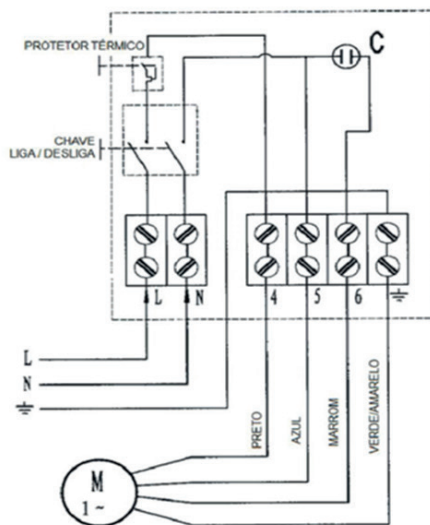 PROTETOR TÉRMICO
C
CHAVE
LIGA / DESLIGA
L N 4 5 6
L
N
PRETO
AZUL
MARROM
VERDE/AMARELO
M
1 ~